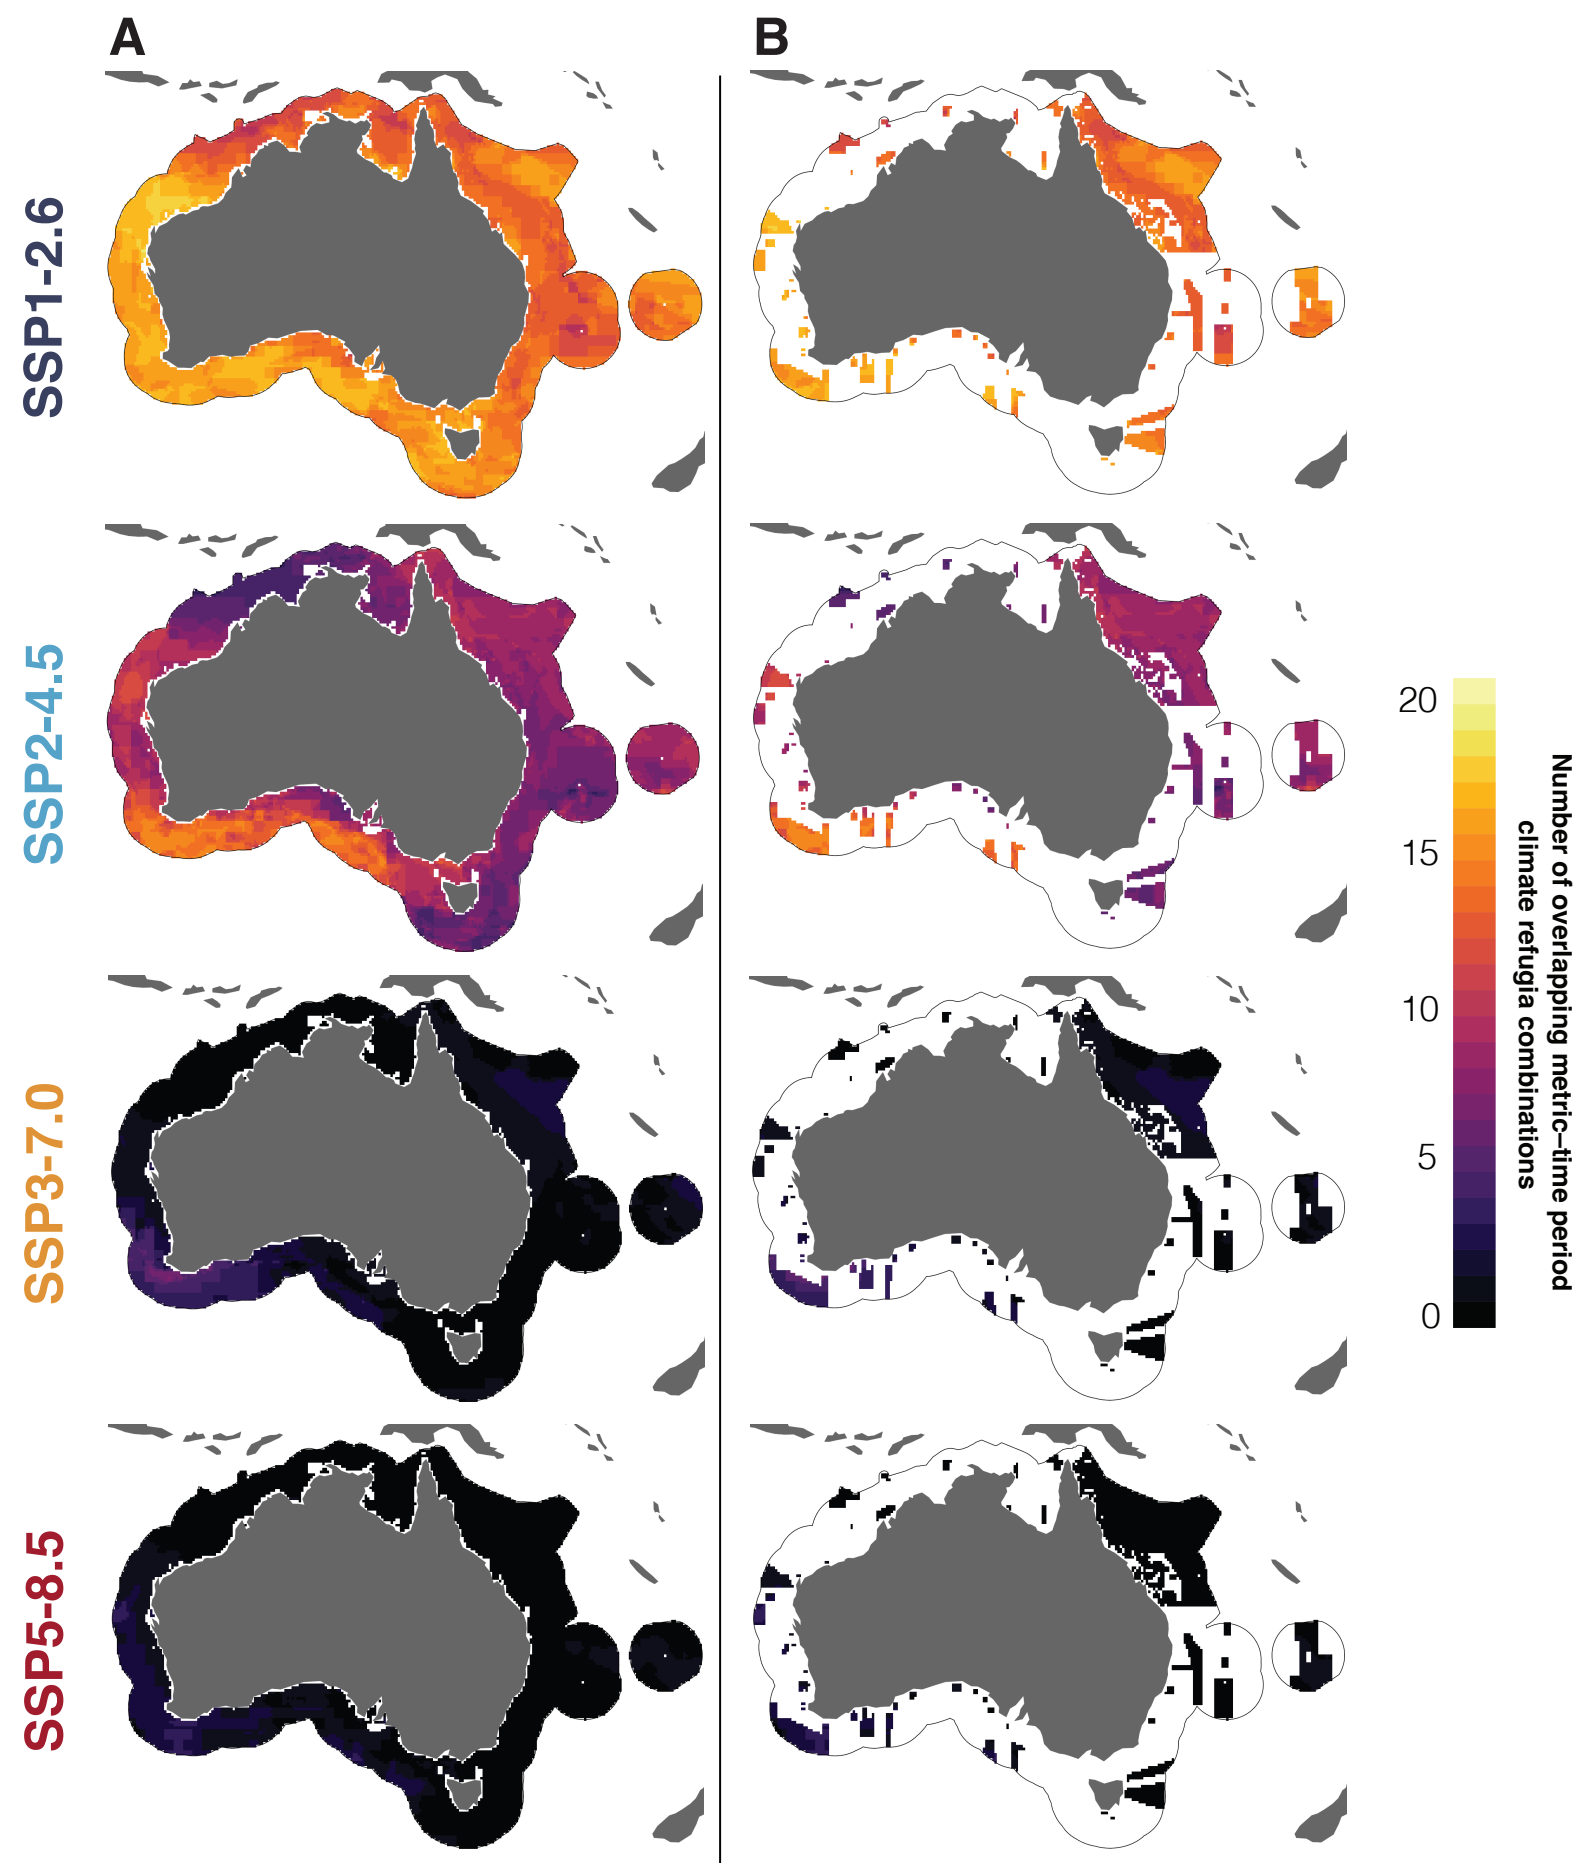 A
B
SSP1-2.6
SSP2-4.5
SSP3-7.0
SSP5-8.5
20
15
10
5
0
Number of overlapping metric–time period
climate refugia combinations